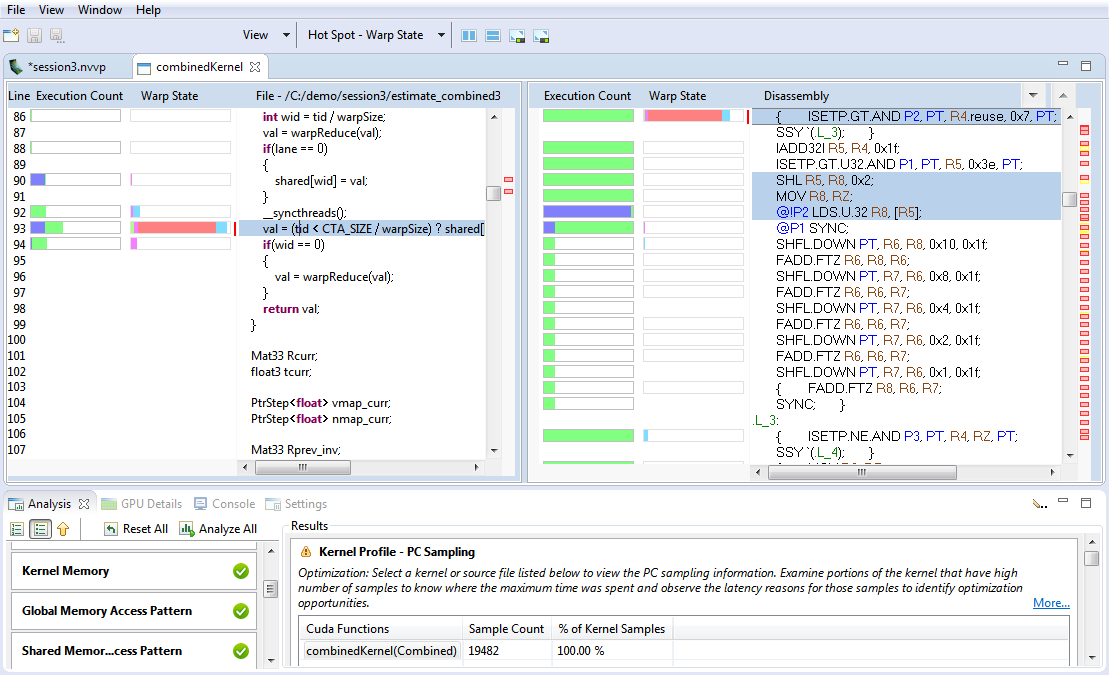 File View Window Help
View Hot Spot - Warp State
*session3.nvvp combinedKernel
Line Execution Count Warp State File - /C:/demo/session3/estimate_combined3
86 int wid = tid / warpSize;
87 val = warpReduce(val);
88 if(lane == 0)
89 {
90 shared[wid] = val;
91 }
92 __syncthreads();
93 val = (tid < CTA_SIZE / warpSize) ? shared[
94 if(wid == 0)
95 {
96 val = warpReduce(val);
97 }
98 return val;
99 }
100
101 Mat33 Rcurr;
102 float3 tcurr;
103
104 PtrStep<float> vmap_curr;
105 PtrStep<float> nmap_curr;
106
107 Mat33 Rprev_inv;
Execution Count Warp State Disassembly
{ ISETP.GT.AND P2, PT, R4.reuse, 0x7, PT;
SSY `(.L_3); }
IADD32I R5, R4, 0x1f;
ISETP.GT.U32.AND P1, PT, R5, 0x3e, PT;
SHL R5, R8, 0x2;
MOV R8, RZ;
@!P2 LDS.U.32 R8, [R5];
@P1 SYNC;
SHFL.DOWN PT, R6, R8, 0x10, 0x1f;
FADD.FTZ R6, R8, R6;
SHFL.DOWN PT, R7, R6, 0x8, 0x1f;
FADD.FTZ R6, R6, R7;
SHFL.DOWN PT, R7, R6, 0x4, 0x1f;
FADD.FTZ R6, R6, R7;
SHFL.DOWN PT, R7, R6, 0x2, 0x1f;
FADD.FTZ R6, R6, R7;
SHFL.DOWN PT, R7, R6, 0x1, 0x1f;
{ FADD.FTZ R8, R6, R7;
SYNC; }
.L_3:
{ ISETP.NE.AND P3, PT, R4, RZ, PT;
SSY `(.L_4); }
Analysis GPU Details Console Settings
Reset All Analyze All
Kernel Memory
Global Memory Access Pattern
Shared Memor...cess Pattern
Results
Kernel Profile - PC Sampling
Optimization: Select a kernel or source file listed below to view the PC sampling information. Examine portions of the kernel that have high
number of samples to know where the maximum time was spent and observe the latency reasons for those samples to identify optimization
opportunities.
More...
Cuda Functions Sample Count % of Kernel Samples
combinedKernel(Combined) 19482 100.00 %